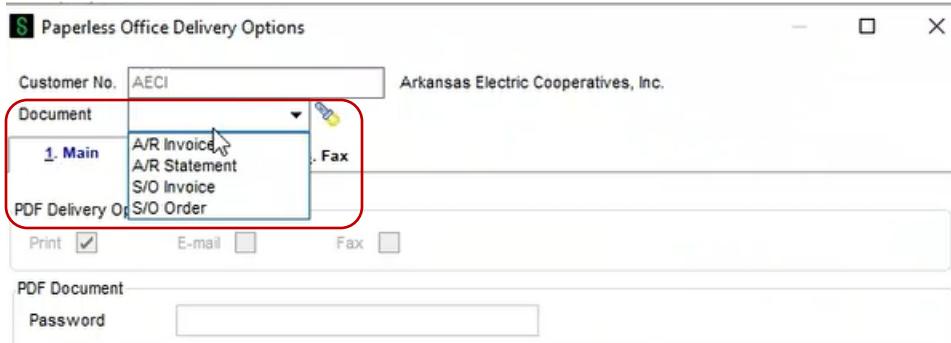 S Paperless Office Delivery Options
Customer No. AECI Arkansas Electric Cooperatives, Inc.
Document
A/R Invoice
A/R Statement
S/O Invoice
S/O Order
1. Main . Fax
PDF Delivery Op
Print E-mail Fax
PDF Document
Password